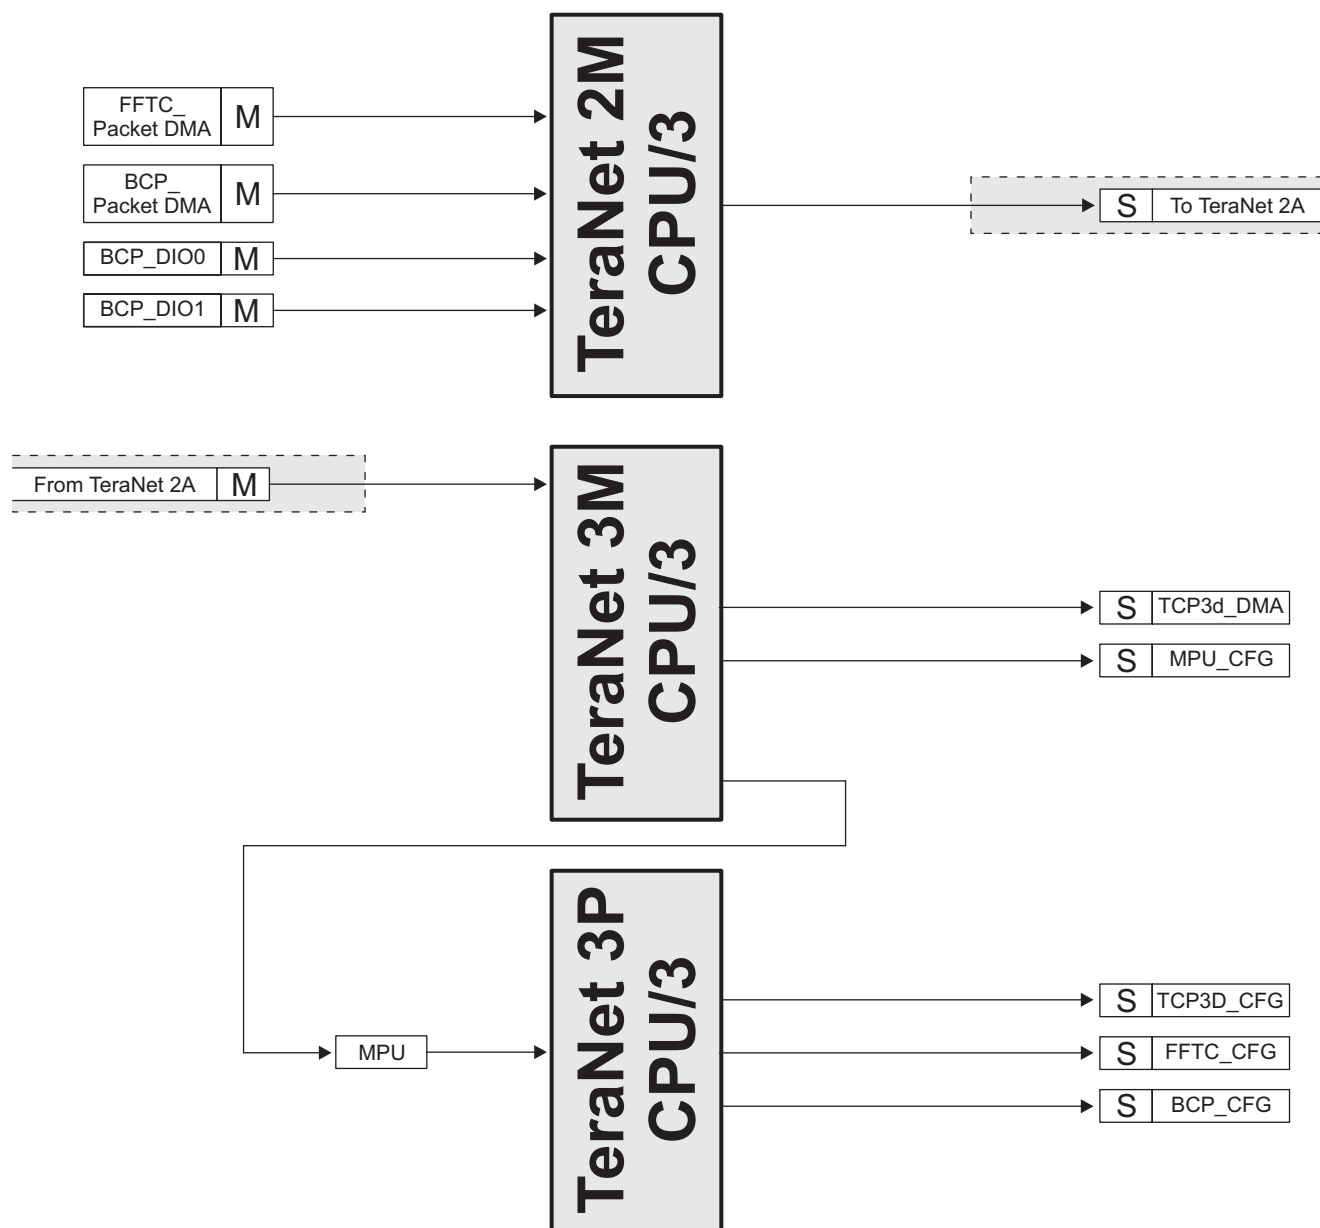 FFTC_
Packet DMA
M
BCP_
Packet DMA
M
BCP_DIO0
M
BCP_DIO1
M
TeraNet 2M
CPU/3
S
To TeraNet 2A
From TeraNet 2A
M
TeraNet 3M
CPU/3
S
TCP3d_DMA
S
MPU_CFG
MPU
TeraNet 3P
CPU/3
S
TCP3D_CFG
S
FFTC_CFG
S
BCP_CFG